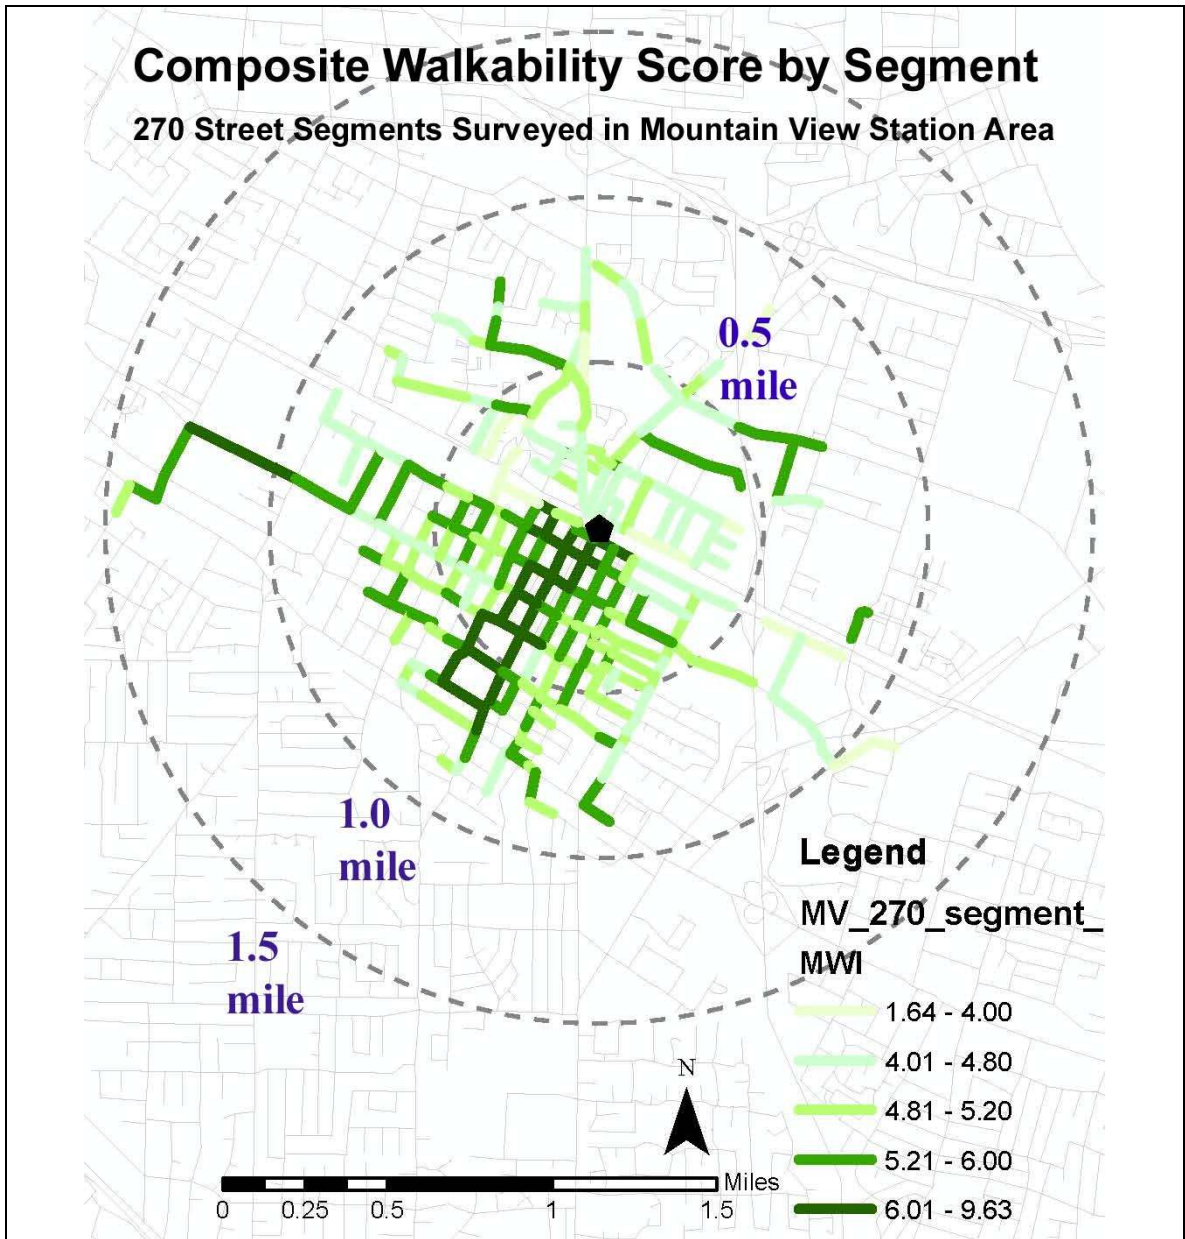 Composite Walkability Score by Segment
270 Street Segments Surveyed in Mountain View Station Area
0.5
mile
1.0
mile
1.5
mile
Legend
MV_270_segment_
MWI
1.64 - 4.00
4.01 - 4.80
4.81 - 5.20
5.21 - 6.00
6.01 - 9.63
N
Miles
0 0.25 0.5 1 1.5